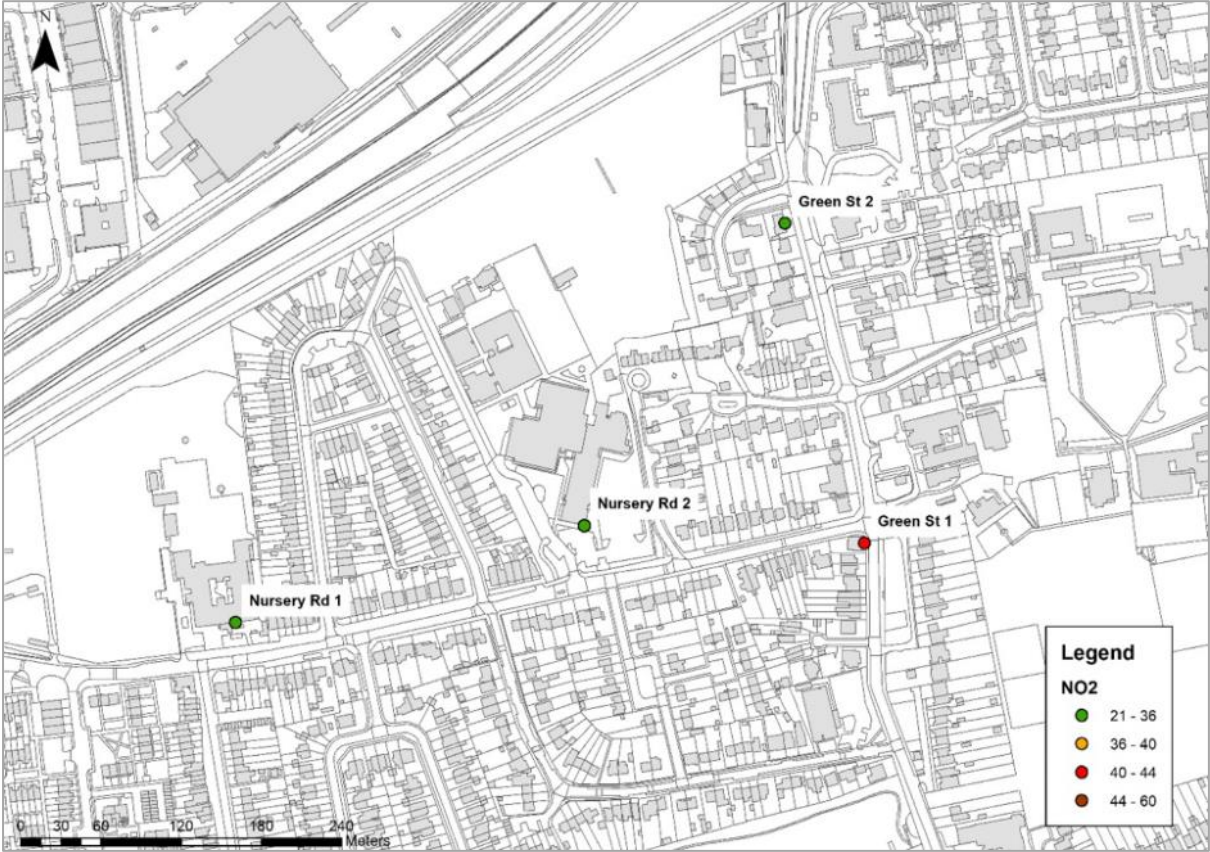 N
Green St 2
Nursery Rd 2
Green St 1
Nursery Rd 1
Legend
NO2
21 - 36
36 - 40
40 - 44
44 - 60
0 30 60 120 180 240
Meters